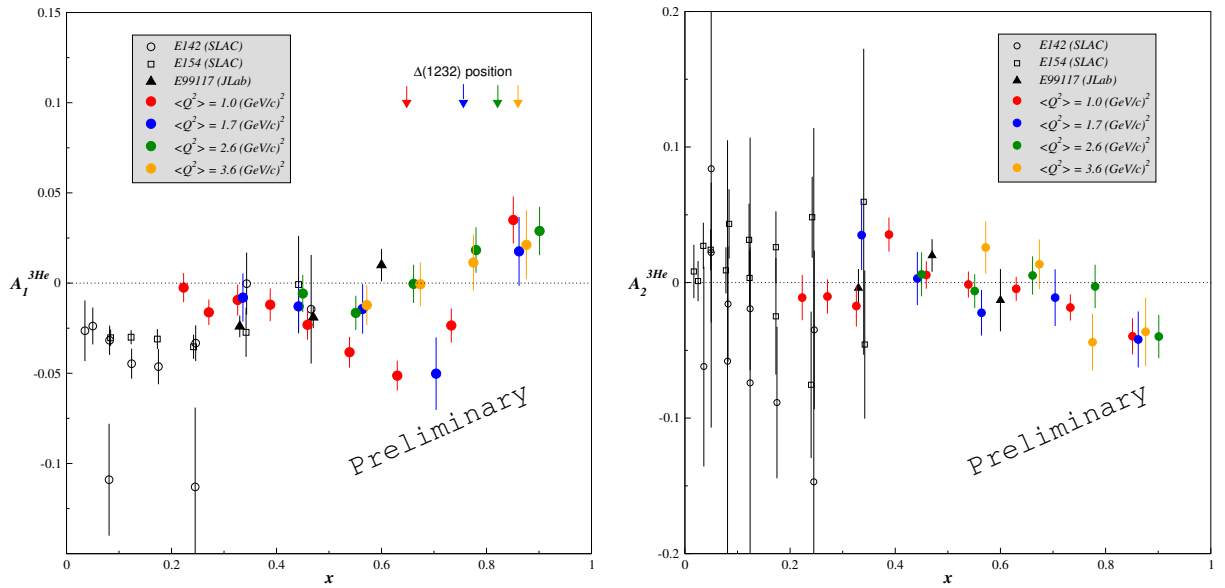 0.15
0.1
0.05
0
-0.05
-0.1
A₁³ᴴᵉ
E142 (SLAC)
E154 (SLAC)
E99117 (JLab)
<Q²> = 1.0 (GeV/c)²
<Q²> = 1.7 (GeV/c)²
<Q²> = 2.6 (GeV/c)²
<Q²> = 3.6 (GeV/c)²
Δ(1232) position
Preliminary
0 0.2 0.4 0.6 0.8 1
x
0.2
0.1
0
-0.1
-0.2
A₂³ᴴᵉ
E142 (SLAC)
E154 (SLAC)
E99117 (JLab)
<Q²> = 1.0 (GeV/c)²
<Q²> = 1.7 (GeV/c)²
<Q²> = 2.6 (GeV/c)²
<Q²> = 3.6 (GeV/c)²
Preliminary
0 0.2 0.4 0.6 0.8 1
x